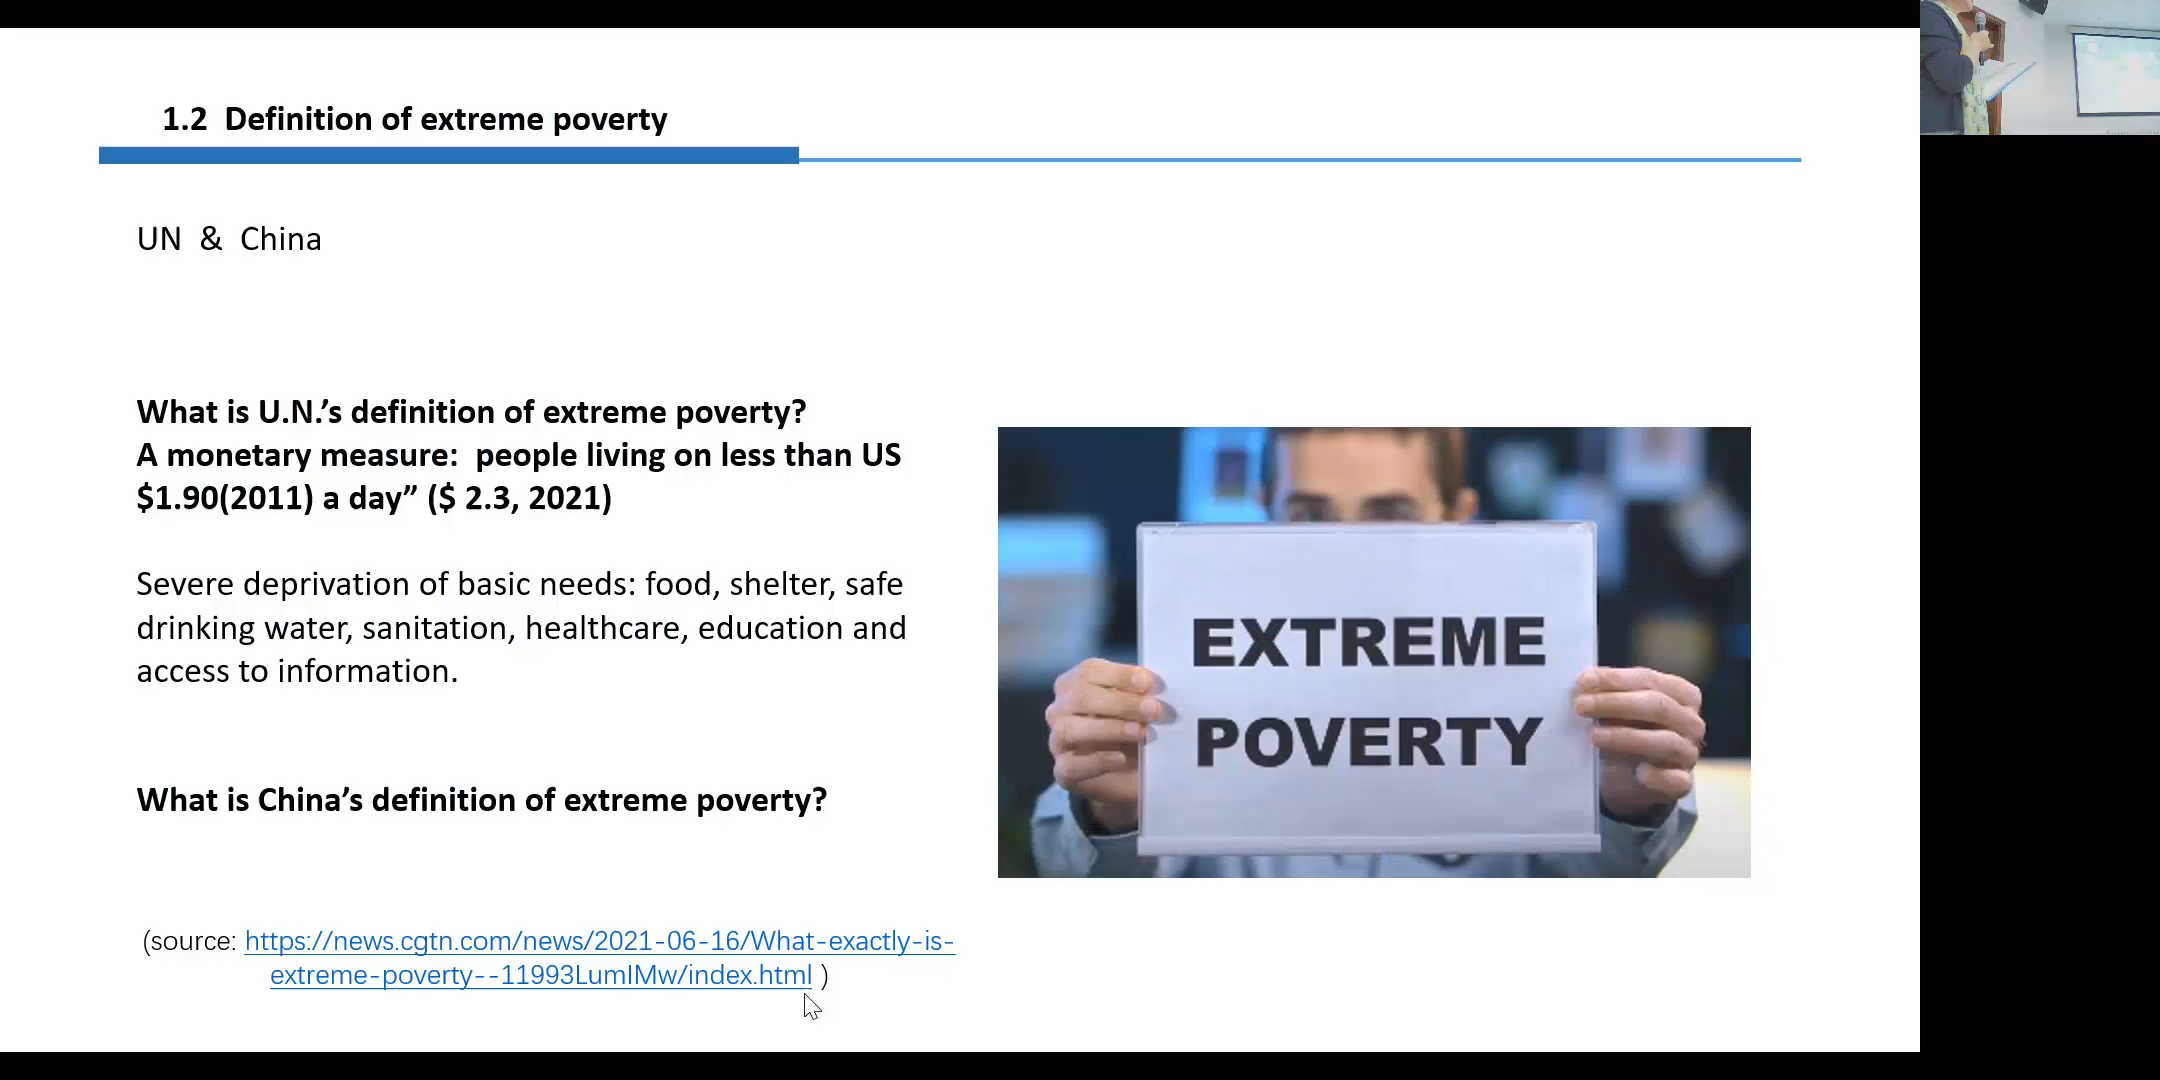 1.2 Definition of extreme poverty
UN & China
What is U.N.’s definition of extreme poverty?
A monetary measure: people living on less than US
$1.90(2011) a day” ($ 2.3, 2021)
Severe deprivation of basic needs: food, shelter, safe
drinking water, sanitation, healthcare, education and
access to information.
What is China’s definition of extreme poverty?
(source: https://news.cgtn.com/news/2021-06-16/What-exactly-is-
extreme-poverty--11993LumIMw/index.html )
EXTREME
POVERTY